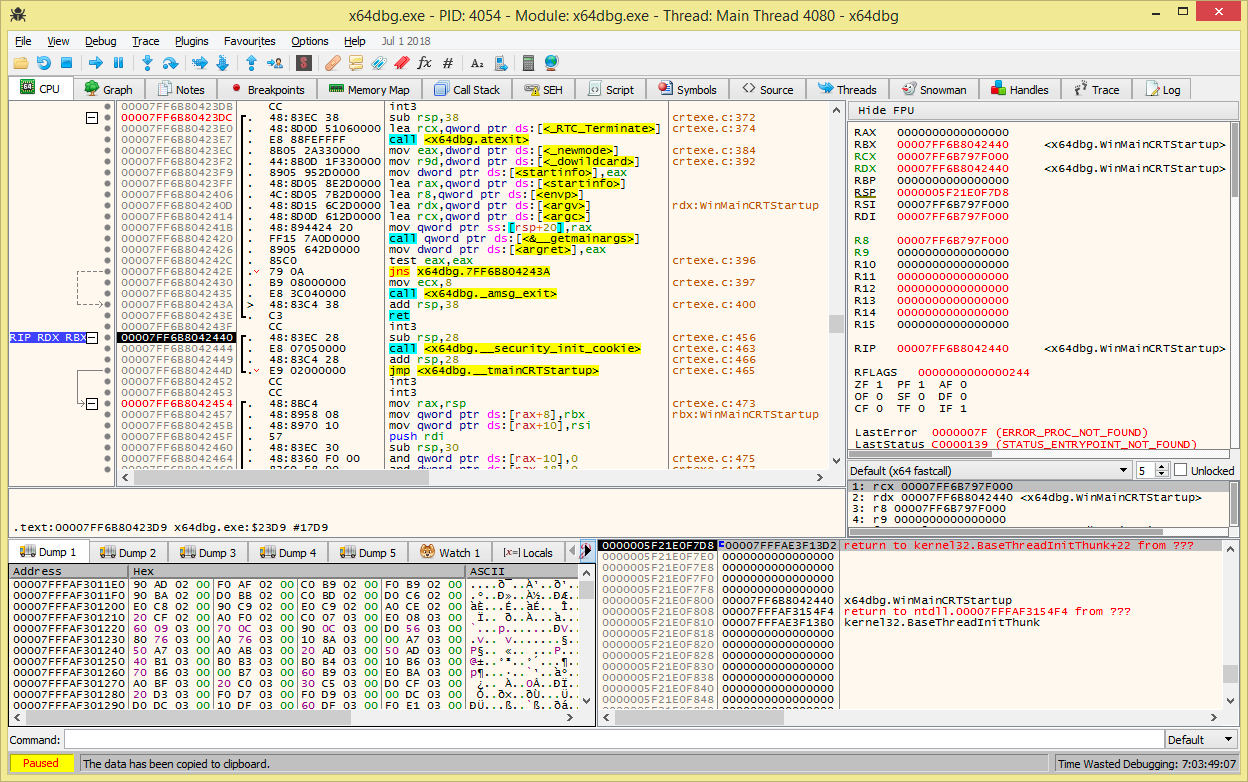 x64dbg.exe - PID: 4054 - Module: x64dbg.exe - Thread: Main Thread 4080 - x64dbg
File View Debug Trace Plugins Favourites Options Help Jul 1 2018
CPU Graph Notes Breakpoints Memory Map Call Stack SEH Script Symbols Source Threads Snowman Handles Trace Log
00007FF6B80423DB CC int3
00007FF6B80423DC 48:83EC 38 sub rsp,38 crtexe.c:372
00007FF6B80423E0 48:8D0D 51060000 lea rcx,qword ptr ds:[<_RTC_Terminate>] crtexe.c:374
00007FF6B80423E7 E8 88FEFFFF call <x64dbg.atexit>
00007FF6B80423EC 8B05 2A330000 mov eax,dword ptr ds:[<_newmode>] crtexe.c:384
00007FF6B80423F2 44:8B0D 1F330000 mov r9d,dword ptr ds:[<_dowildcard>] crtexe.c:392
00007FF6B80423F9 8905 952D0000 mov dword ptr ds:[<startinfo>],eax
00007FF6B80423FF 48:8D05 8E2D0000 lea rax,qword ptr ds:[<startinfo>]
00007FF6B8042406 4C:8D05 7B2D0000 lea r8,qword ptr ds:[<envp>]
00007FF6B804240D 48:8D15 6C2D0000 lea rdx,qword ptr ds:[<argv>] rdx:WinMainCRTStartup
00007FF6B8042414 48:8D0D 612D0000 lea rcx,qword ptr ds:[<argc>]
00007FF6B804241B 48:894424 20 mov qword ptr ss:[rsp+20],rax
00007FF6B8042420 FF15 7A0D0000 call qword ptr ds:[<&__getmainargs>]
00007FF6B8042426 8905 642D0000 mov dword ptr ds:[<argret>],eax
00007FF6B804242C 85C0 test eax,eax crtexe.c:396
00007FF6B804242E 79 0A jns x64dbg.7FF6B804243A
00007FF6B8042430 B9 08000000 mov ecx,8 crtexe.c:397
00007FF6B8042435 E8 3C040000 call <x64dbg._amsg_exit>
00007FF6B804243A 48:83C4 38 add rsp,38 crtexe.c:400
00007FF6B804243E C3 ret
00007FF6B804243F CC int3
RIP RDX RBX 00007FF6B8042440 48:83EC 28 sub rsp,28 crtexe.c:456
00007FF6B8042444 E8 07050000 call <x64dbg.__security_init_cookie> crtexe.c:463
00007FF6B8042449 48:83C4 28 add rsp,28 crtexe.c:466
00007FF6B804244D E9 02000000 jmp <x64dbg.__tmainCRTStartup> crtexe.c:465
00007FF6B8042452 CC int3
00007FF6B8042453 CC int3
00007FF6B8042454 48:8BC4 mov rax,rsp crtexe.c:473
00007FF6B8042457 48:8958 08 mov qword ptr ds:[rax+8],rbx rbx:WinMainCRTStartup
00007FF6B804245B 48:8970 10 mov qword ptr ds:[rax+10],rsi
00007FF6B804245F 57 push rdi
00007FF6B8042460 48:83EC 30 sub rsp,30
00007FF6B8042464 48:8360 F0 00 and qword ptr ds:[rax-10],0 crtexe.c:475
Hide FPU
RAX 0000000000000000
RBX 00007FF6B8042440 <x64dbg.WinMainCRTStartup>
RCX 00007FF6B797F000
RDX 00007FF6B8042440 <x64dbg.WinMainCRTStartup>
RBP 0000000000000000
RSP 0000005F21E0F7D8
RSI 00007FF6B797F000
RDI 00007FF6B797F000
R8 00007FF6B797F000
R9 0000000000000000
R10 0000000000000000
R11 0000000000000000
R12 0000000000000000
R13 0000000000000000
R14 0000000000000000
R15 0000000000000000
RIP 00007FF6B8042440 <x64dbg.WinMainCRTStartup>
RFLAGS 0000000000000244
ZF 1 PF 1 AF 0
OF 0 SF 0 DF 0
CF 0 TF 0 IF 1
LastError 0000007F (ERROR_PROC_NOT_FOUND)
LastStatus C0000139 (STATUS_ENTRYPOINT_NOT_FOUND)
Default (x64 fastcall) 5 Unlocked
1: rcx 00007FF6B797F000
2: rdx 00007FF6B8042440 <x64dbg.WinMainCRTStartup>
3: r8 00007FF6B797F000
4: r9 0000000000000000
.text:00007FF6B80423D9 x64dbg.exe:$23D9 #17D9
Dump 1 Dump 2 Dump 3 Dump 4 Dump 5 Watch 1 Locals
Address Hex ASCII
00007FFFAF3011E0 90 AD 02 00 F0 AF 02 00 C0 B9 02 00 F0 B9 02 00
00007FFFAF3011F0 90 BA 02 00 D0 BB 02 00 C0 BD 02 00 D0 C6 02 00
00007FFFAF301200 E0 C8 02 00 90 C9 02 00 E0 C9 02 00 A0 CE 02 00
00007FFFAF301210 20 CF 02 00 A0 F0 02 00 C0 07 03 00 E0 08 03 00
00007FFFAF301220 60 09 03 00 70 0C 03 00 90 0C 03 00 D0 56 03 00
00007FFFAF301230 80 76 03 00 A0 76 03 00 10 8A 03 00 00 A7 03 00
00007FFFAF301240 50 A7 03 00 A0 AB 03 00 20 AD 03 00 50 AD 03 00
00007FFFAF301250 40 B1 03 00 B0 B3 03 00 B0 B4 03 00 10 B6 03 00
00007FFFAF301260 70 B6 03 00 00 B7 03 00 60 B9 03 00 E0 BA 03 00
00007FFFAF301270 A0 BF 03 00 20 C0 03 00 30 C5 03 00 D0 CF 03 00
00007FFFAF301280 20 D3 03 00 F0 D7 03 00 F0 D9 03 00 00 DC 03 00
00007FFFAF301290 D0 DC 03 00 10 DF 03 00 60 DF 03 00 F0 E1 03 00
0000005F21E0F7D8 00007FFFAE3F13D2 return to kernel32.BaseThreadInitThunk+22 from ???
0000005F21E0F7E0 0000000000000000
0000005F21E0F7E8 0000000000000000
0000005F21E0F7F0 0000000000000000
0000005F21E0F7F8 0000000000000000
0000005F21E0F800 00007FF6B8042440 x64dbg.WinMainCRTStartup
0000005F21E0F808 00007FFFAF3154F4 return to ntdll.00007FFFAF3154F4 from ???
0000005F21E0F810 00007FFFAE3F13B0 kernel32.BaseThreadInitThunk
0000005F21E0F818 0000000000000000
0000005F21E0F820 0000000000000000
0000005F21E0F828 0000000000000000
0000005F21E0F830 0000000000000000
0000005F21E0F838 0000000000000000
0000005F21E0F840 0000000000000000
0000005F21E0F848 0000000000000000
Command: Default
Paused The data has been copied to clipboard. Time Wasted Debugging: 7:03:49:07